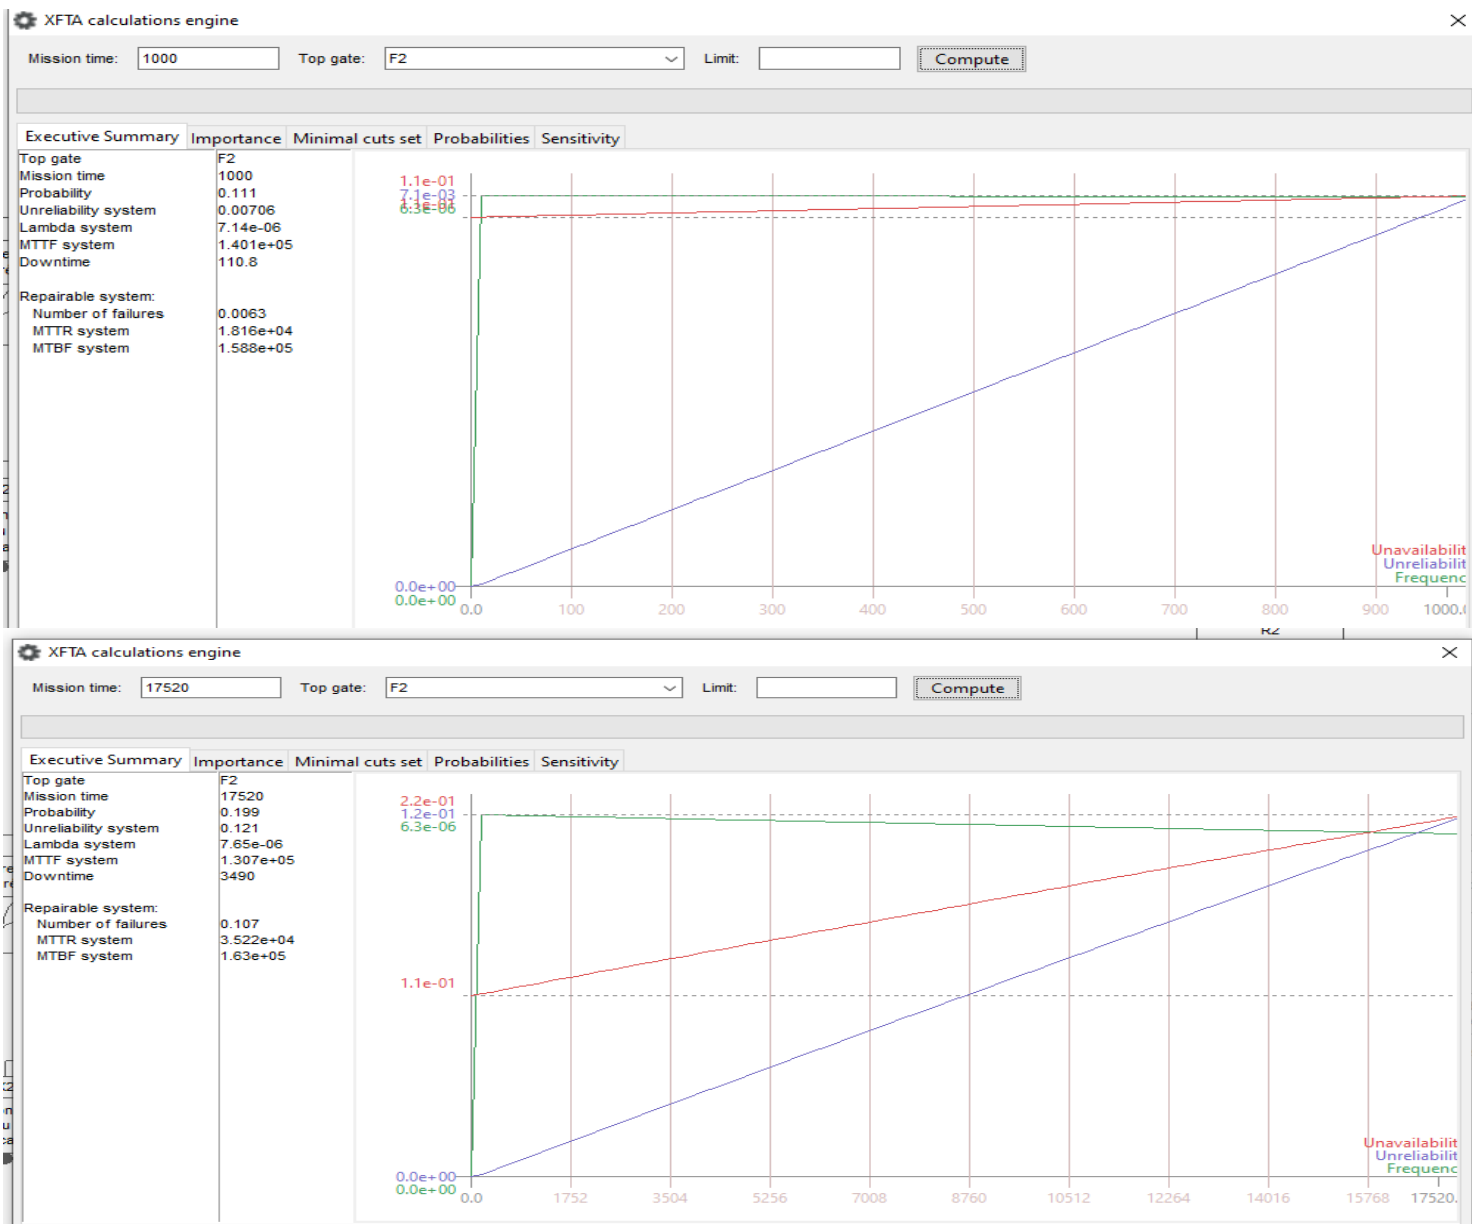 XFTA calculations engine
Mission time: 1000 Top gate: F2 Limit: Compute
Executive Summary Importance Minimal cuts set Probabilities Sensitivity
Top gate F2
Mission time 1000
Probability 0.111
Unreliability system 0.00706
Lambda system 7.14e-06
MTTF system 1.401e+05
Downtime 110.8
Repairable system:
Number of failures 0.0063
MTTR system 1.816e+04
MTBF system 1.588e+05
1.1e-01
7.1e-03
1.1e-01
6.3e-06
Unavailabilit
Unreliabilit
Frequenc
0.0e+00
0.0e+00
0.0 100 200 300 400 500 600 700 800 900 1000.0
R2
XFTA calculations engine
Mission time: 17520 Top gate: F2 Limit: Compute
Executive Summary Importance Minimal cuts set Probabilities Sensitivity
Top gate F2
Mission time 17520
Probability 0.199
Unreliability system 0.121
Lambda system 7.65e-06
MTTF system 1.307e+05
Downtime 3490
Repairable system:
Number of failures 0.107
MTTR system 3.522e+04
MTBF system 1.63e+05
2.2e-01
1.2e-01
6.3e-06
1.1e-01
Unavailabilit
Unreliabilit
Frequenc
0.0e+00
0.0e+00
0.0 1752 3504 5256 7008 8760 10512 12264 14016 15768 17520.